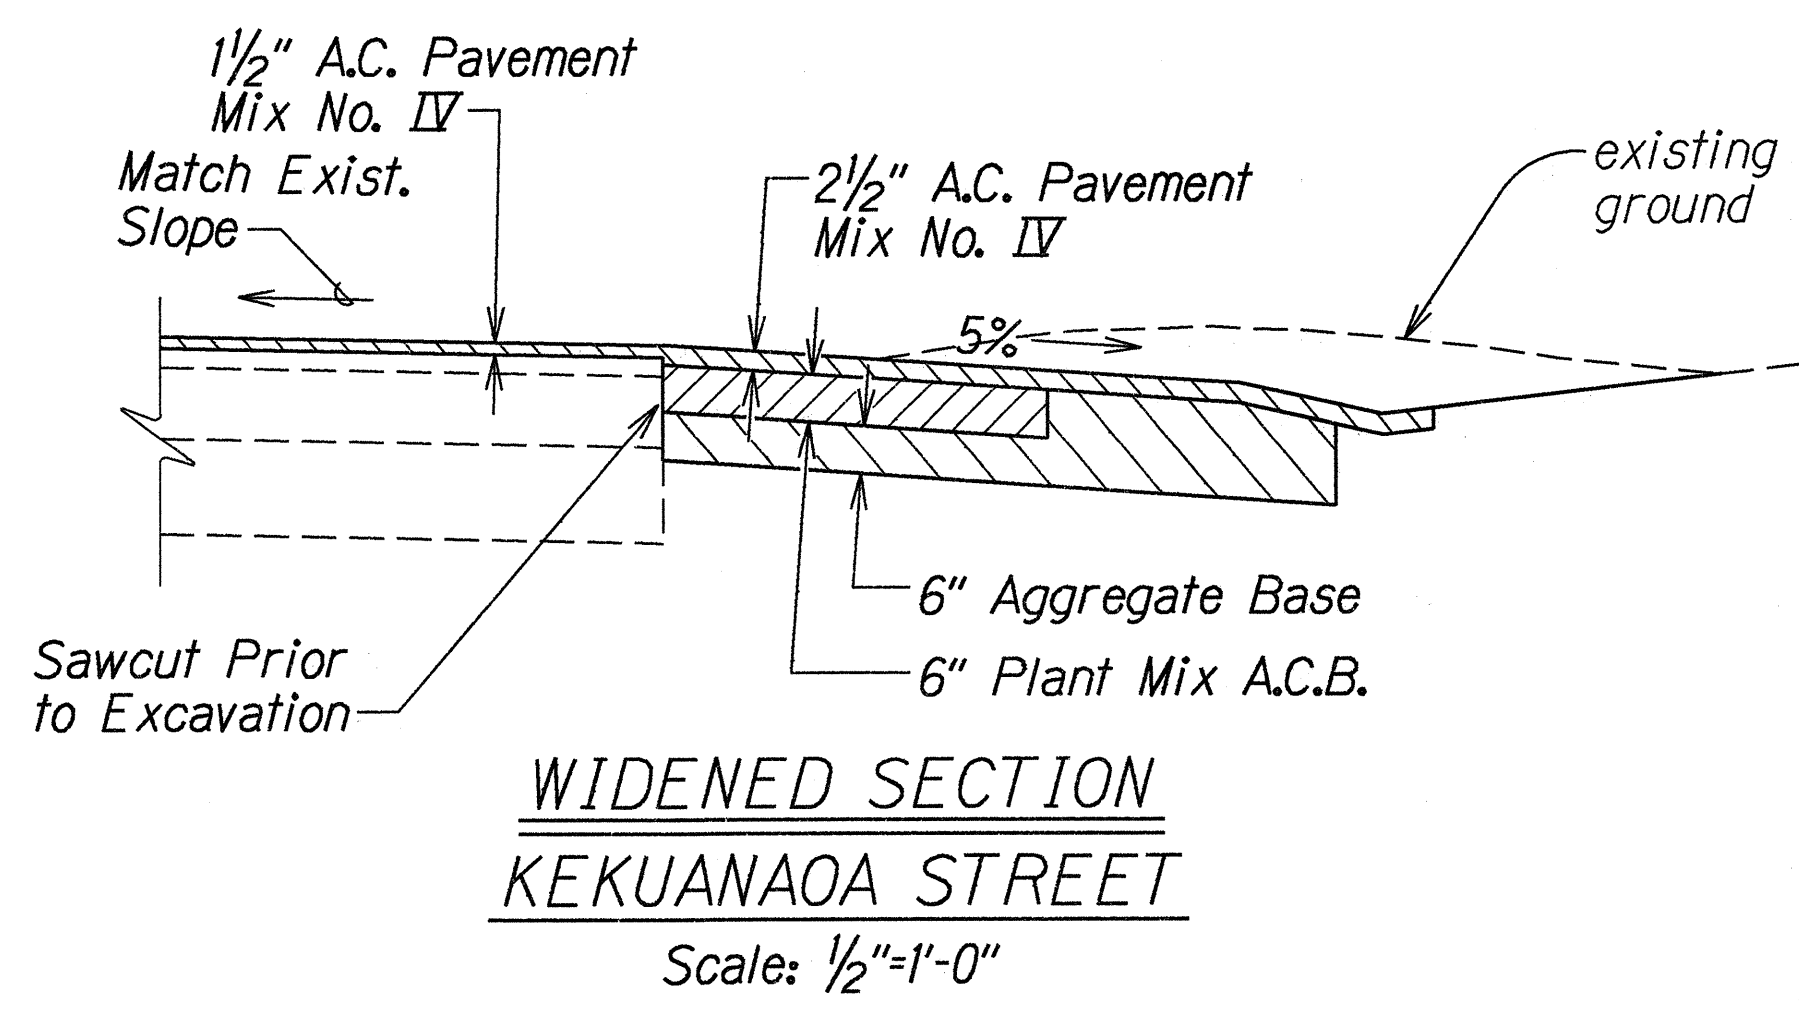 1½" A.C. Pavement
Mix No. IV
Match Exist.
Slope
2½" A.C. Pavement
Mix No. IV
existing
ground
5%
6" Aggregate Base
6" Plant Mix A.C.B.
Sawcut Prior
to Excavation
WIDENED SECTION
KEKUANAOA STREET
Scale: ½"=1'-0"